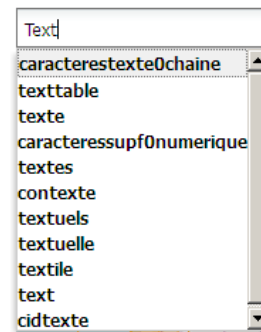 Text
caracterestexte0chaine
texttable
texte
caracteressupf0numerique
textes
contexte
textuels
textuelle
textile
text
cidtexte